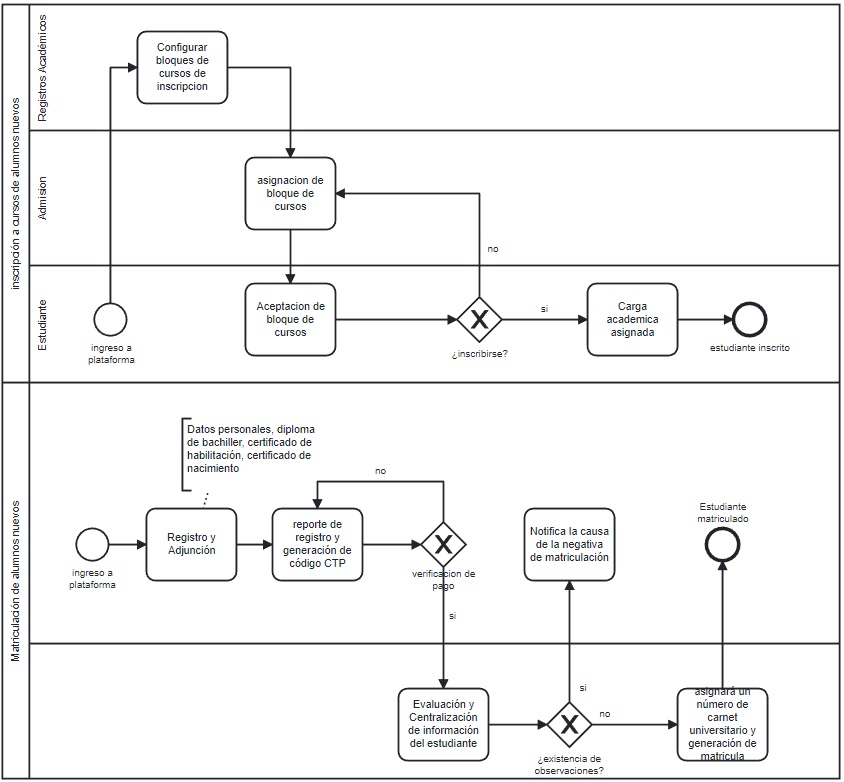 inscripción a cursos de alumnos nuevos
Registros Académicos
Configurar
bloques de
cursos de
inscripcion
Admision
asignacion de
bloque de
cursos
no
Estudiante
ingreso a
plataforma
Aceptacion de
bloque de
cursos
¿inscribirse?
si
Carga
academica
asignada
estudiante inscrito
Matriculación de alumnos nuevos
Datos personales, diploma
de bachiller, certificado de
habilitación, certificado de
nacimiento
ingreso a
plataforma
Registro y
Adjunción
reporte de
registro y
generación de
código CTP
no
verificacion de
pago
si
Notifica la causa
de la negativa
de matriculación
Estudiante
matriculado
Evaluación y
Centralización
de información
del estudiante
si
¿existencia de
observaciones?
no
asignará un
número de
carnet
universitario y
generación de
matricula